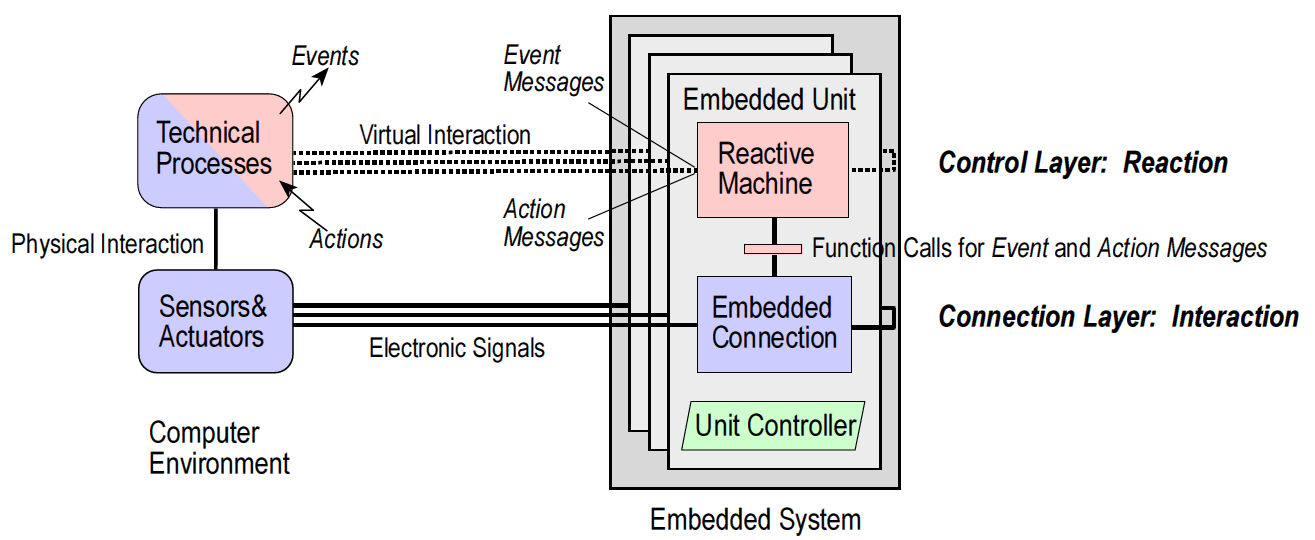 Events
Event
Messages
Embedded Unit
Technical
Processes
Virtual Interaction
Reactive
Machine
Control Layer:  Reaction
Action
Messages
Actions
Physical Interaction
Function Calls for Event and Action Messages
Sensors&
Actuators
Electronic Signals
Embedded
Connection
Connection Layer:  Interaction
Unit Controller
Computer
Environment
Embedded System